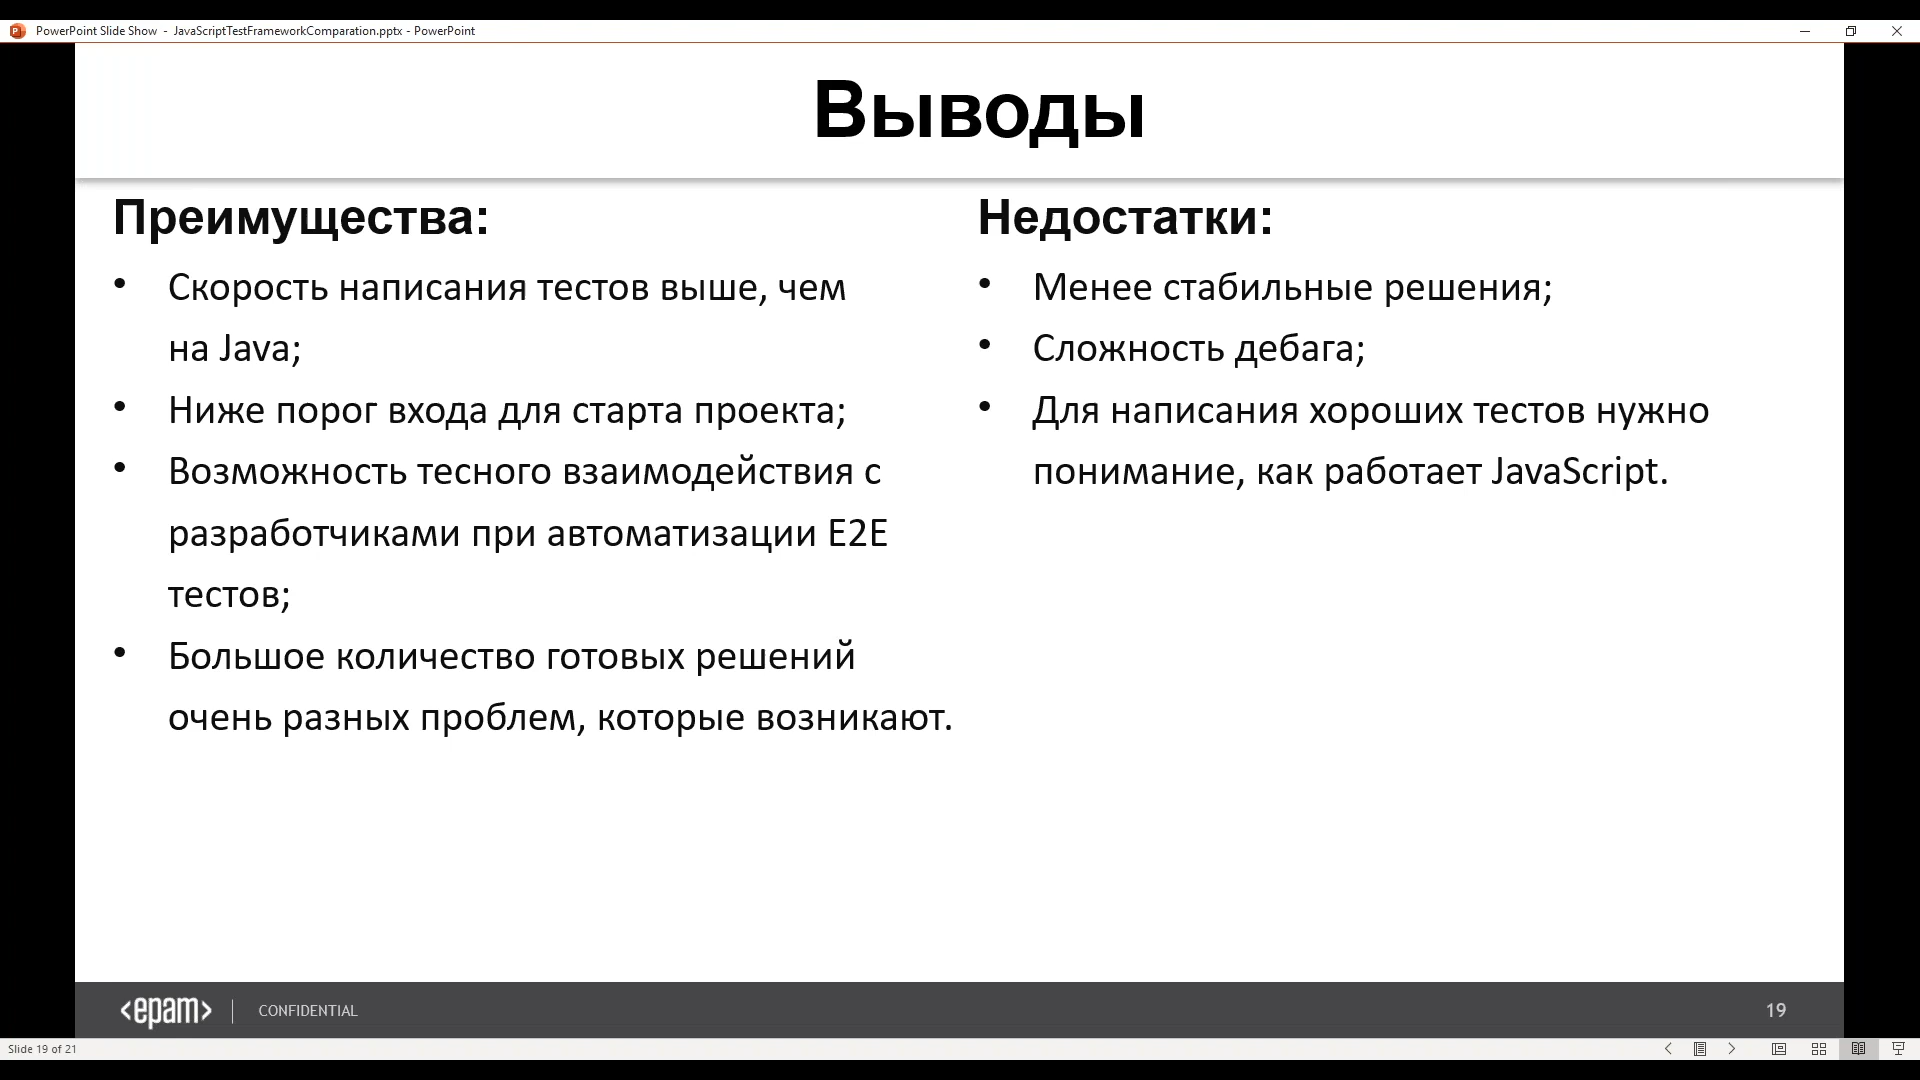 PowerPoint Slide Show - JavaScriptTestFrameworkComparation.pptx - PowerPoint
Выводы
Преимущества:
• Скорость написания тестов выше, чем
на Java;
• Ниже порог входа для старта проекта;
• Возможность тесного взаимодействия с
разработчиками при автоматизации E2E
тестов;
• Большое количество готовых решений
очень разных проблем, которые возникают.
Недостатки:
• Менее стабильные решения;
• Сложность дебага;
• Для написания хороших тестов нужно
понимание, как работает JavaScript.
<epam> | CONFIDENTIAL
19
Slide 19 of 21